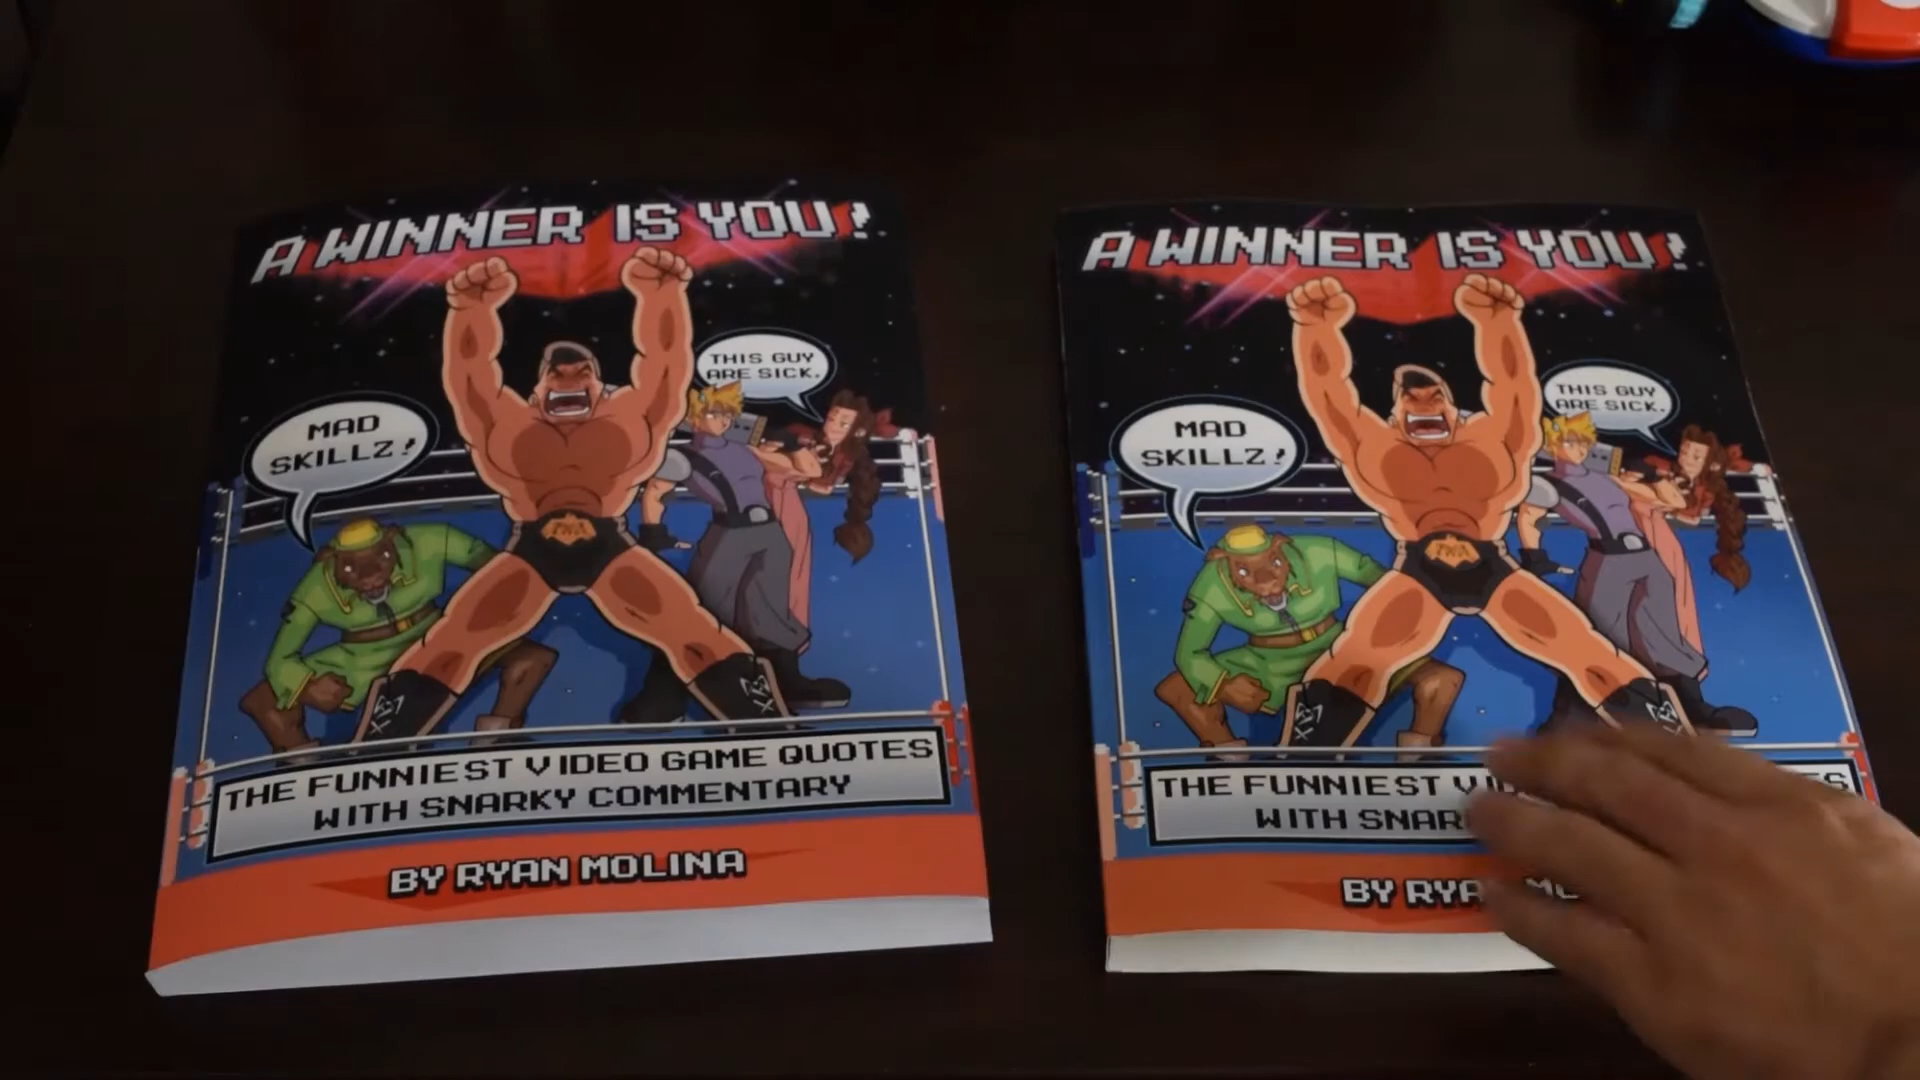 A WINNER IS YOU!
THIS GUY
ARE SICK.
MAD
SKILLZ!
THE FUNNIEST VIDEO GAME QUOTES
WITH SNARKY COMMENTARY
BY RYAN MOLINA
A WINNER IS YOU!
THIS GUY
ARE SICK.
MAD
SKILLZ!
THE FUNNIEST
WITH
BY